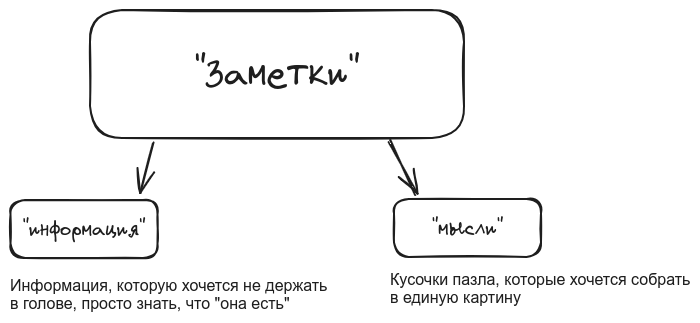 "Заметки"
"информация"
"мысли"
Информация, которую хочется не держать
в голове, просто знать, что "она есть"
Кусочки пазла, которые хочется собрать
в единую картину